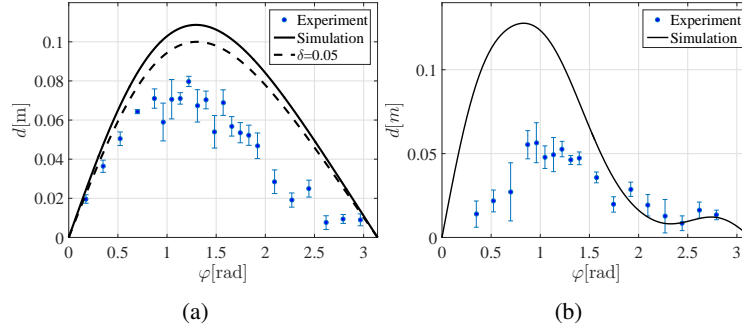 Experiment
Simulation
δ=0.05
0.1
0.08
0.06
0.04
0.02
0
d[m]
0 0.5 1 1.5 2 2.5 3
φ[rad]
(a)
Experiment
Simulation
0.1
0.05
0
d[m]
0 0.5 1 1.5 2 2.5 3
φ[rad]
(b)